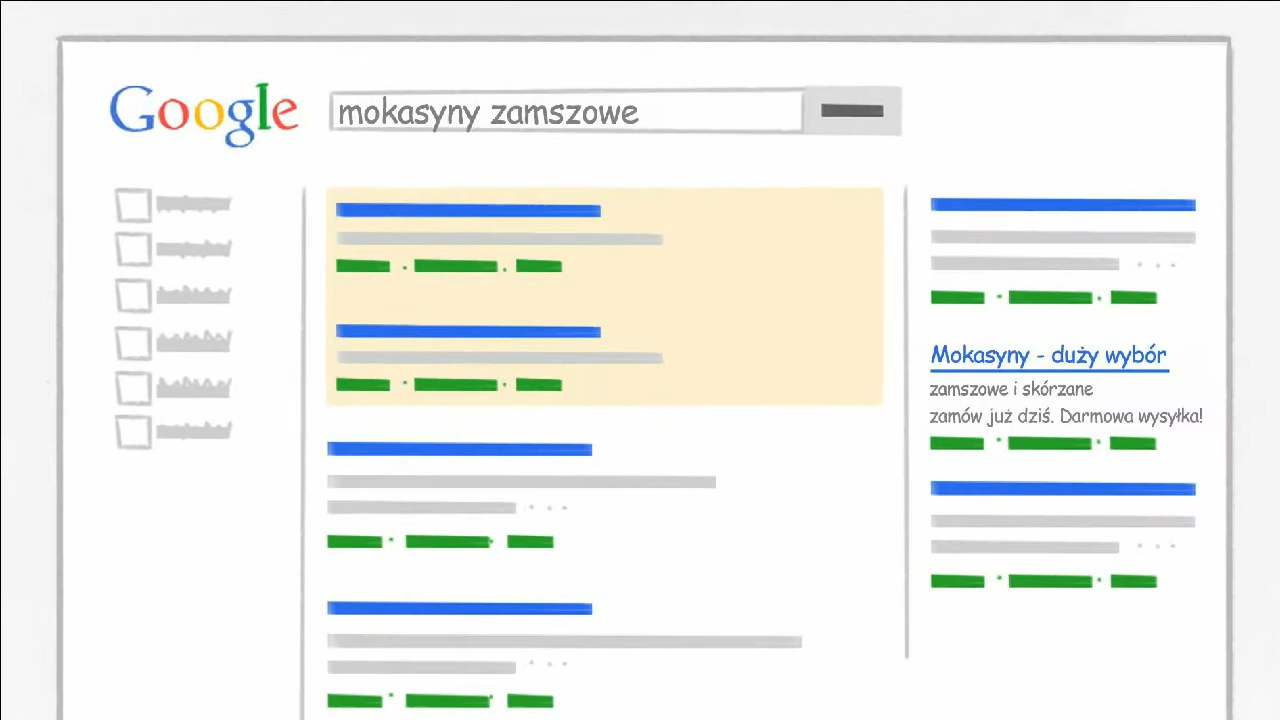 Google
mokasyny zamszowe
Mokasyny - duży wybór
zamszowe i skórzane
zamów już dziś. Darmowa wysyłka!